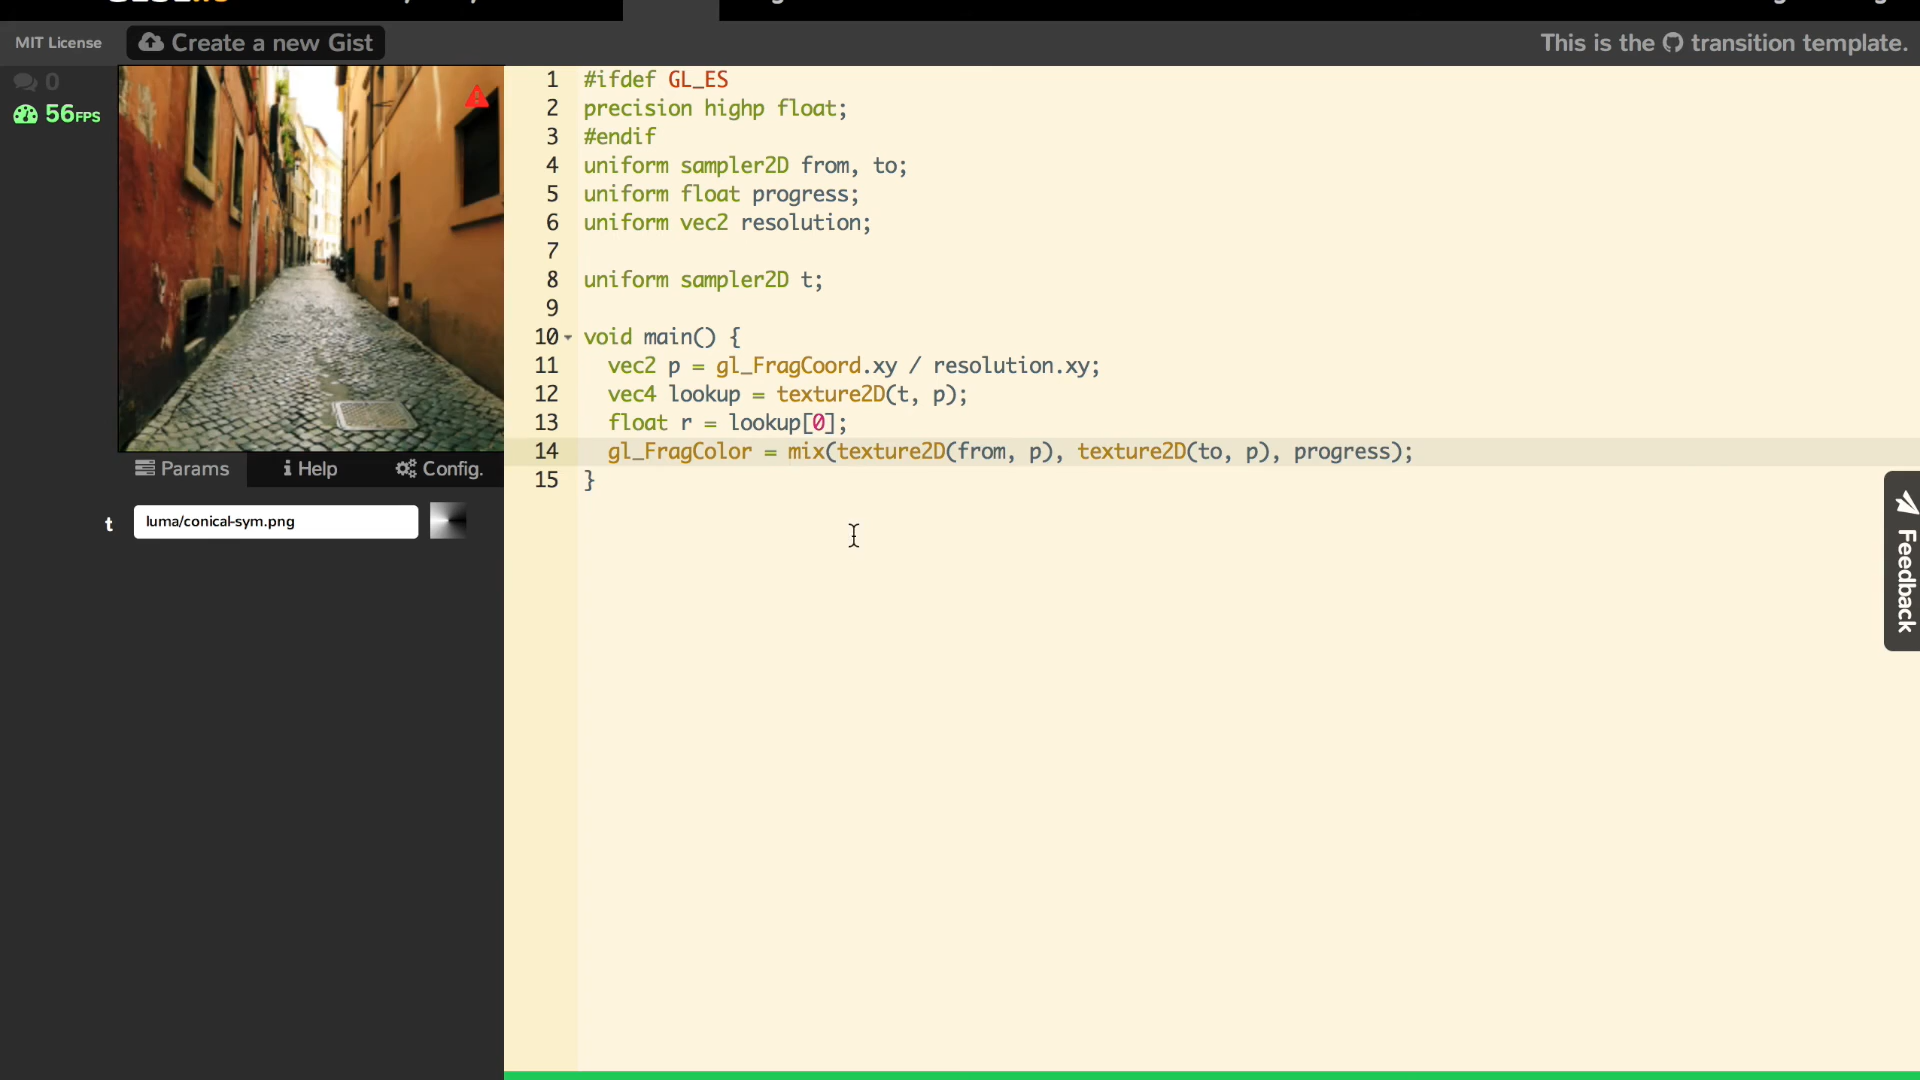 MIT License
Create a new Gist
This is the transition template.
0
56FPS
1 #ifdef GL_ES
2 precision highp float;
3 #endif
4 uniform sampler2D from, to;
5 uniform float progress;
6 uniform vec2 resolution;
7
8 uniform sampler2D t;
9
10 void main() {
11 vec2 p = gl_FragCoord.xy / resolution.xy;
12 vec4 lookup = texture2D(t, p);
13 float r = lookup[0];
14 gl_FragColor = mix(texture2D(from, p), texture2D(to, p), progress);
15 }
Params
Help
Config.
t
luma/conical-sym.png
Feedback